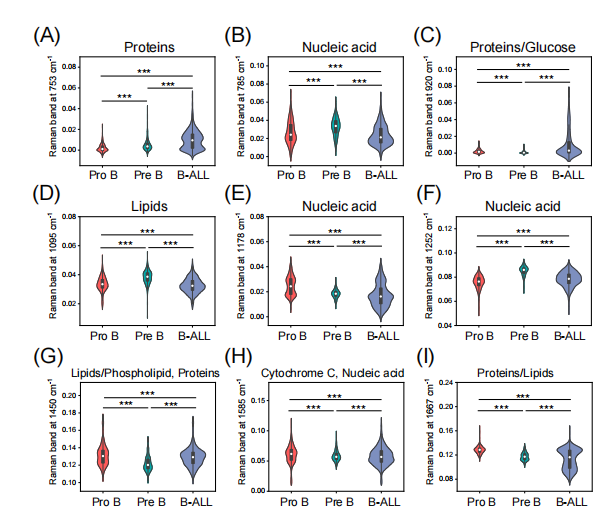 (A) Proteins
Raman band at 753 cm⁻¹
0.08
0.06
0.04
0.02
0.00
***
***
***
Pro B Pre B B-ALL
(B) Nucleic acid
Raman band at 785 cm⁻¹
0.10
0.08
0.06
0.04
0.02
0.00
***
***
***
Pro B Pre B B-ALL
(C) Proteins/Glucose
Raman band at 920 cm⁻¹
0.10
0.08
0.06
0.04
0.02
0.00
***
***
***
Pro B Pre B B-ALL
(D) Lipids
Raman band at 1095 cm⁻¹
0.08
0.06
0.04
0.02
***
***
***
Pro B Pre B B-ALL
(E) Nucleic acid
Raman band at 1178 cm⁻¹
0.08
0.06
0.04
0.02
0.00
***
***
***
Pro B Pre B B-ALL
(F) Nucleic acid
Raman band at 1252 cm⁻¹
0.12
0.10
0.08
0.06
0.04
***
***
***
Pro B Pre B B-ALL
(G) Lipids/Phospholipid, Proteins
Raman band at 1450 cm⁻¹
0.20
0.18
0.16
0.14
0.12
0.10
***
***
***
Pro B Pre B B-ALL
(H) Cytochrome C, Nucleic acid
Raman band at 1585 cm⁻¹
0.15
0.10
0.05
0.00
***
***
***
Pro B Pre B B-ALL
(I) Proteins/Lipids
Raman band at 1667 cm⁻¹
0.24
0.20
0.16
0.12
0.08
***
***
***
Pro B Pre B B-ALL